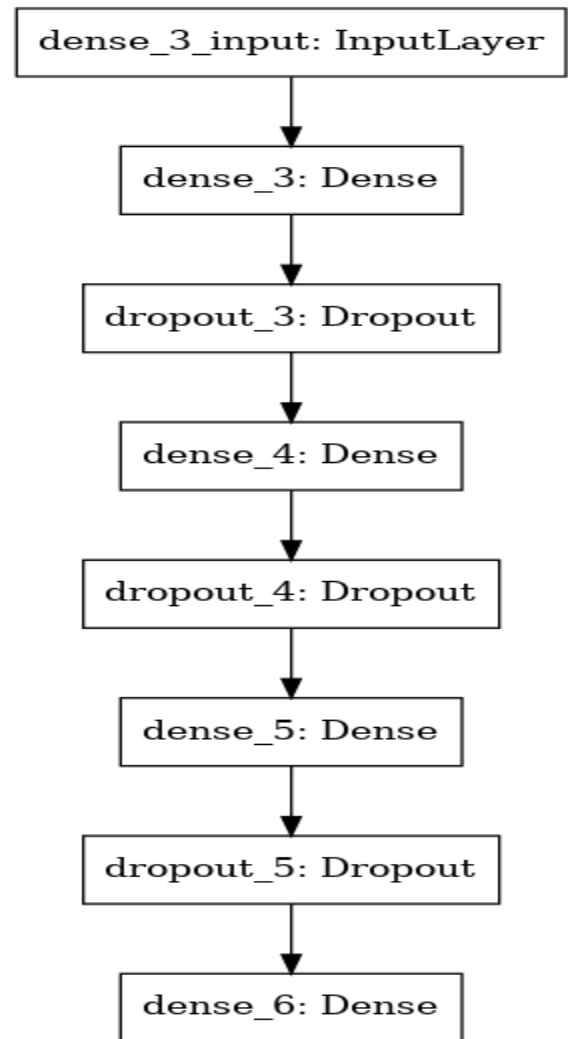 dense_3_input: InputLayer
dense_3: Dense
dropout_3: Dropout
dense_4: Dense
dropout_4: Dropout
dense_5: Dense
dropout_5: Dropout
dense_6: Dense